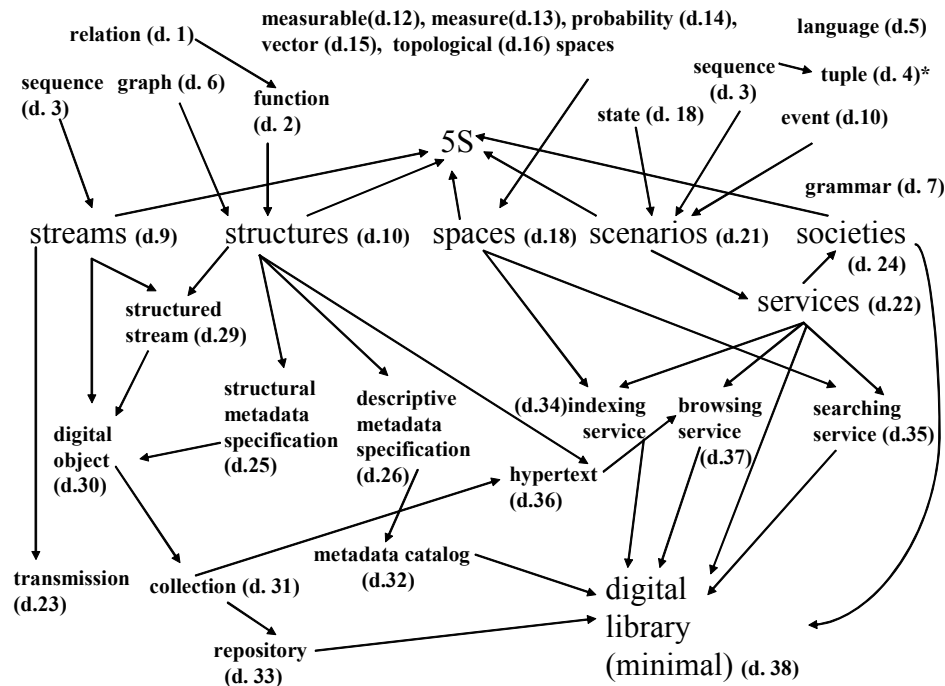 measurable(d.12), measure(d.13), probability (d.14),
vector (d.15), topological (d.16) spaces
language (d.5)
relation (d. 1)
sequence
(d. 3)
graph (d. 6)
function
(d. 2)
sequence
(d. 3)
tuple (d. 4)*
state (d. 18)
event (d.10)
5S
grammar (d. 7)
streams (d.9)
structures (d.10)
spaces (d.18)
scenarios (d.21)
societies
(d. 24)
services (d.22)
structured
stream (d.29)
structural
metadata
specification
(d.25)
descriptive
metadata
specification
(d.26)
(d.34)indexing
service
browsing
service
(d.37)
searching
service (d.35)
digital
object
(d.30)
hypertext
(d.36)
transmission
(d.23)
collection (d. 31)
metadata catalog
(d.32)
repository
(d. 33)
digital
library
(minimal) (d. 38)